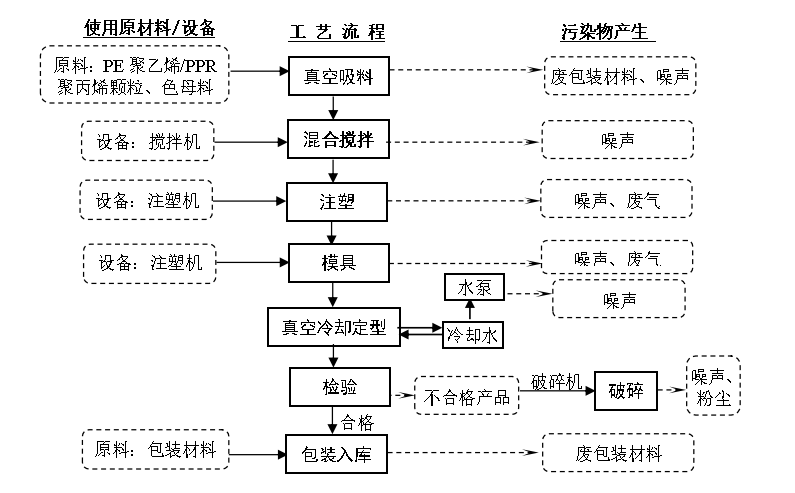 使用原材料/设备 工 艺 流 程 污染物产生
原料：PE 聚乙烯/PPR
聚丙烯颗粒、色母料
真空吸料
废包装材料、噪声
设备：搅拌机
混合搅拌
噪声
设备：注塑机
注塑
噪声、废气
设备：注塑机
模具
噪声、废气
水泵
噪声
真空冷却定型
冷却水
检验
不合格产品
破碎机
破碎
噪声、
粉尘
合格
原料：包装材料
包装入库
废包装材料